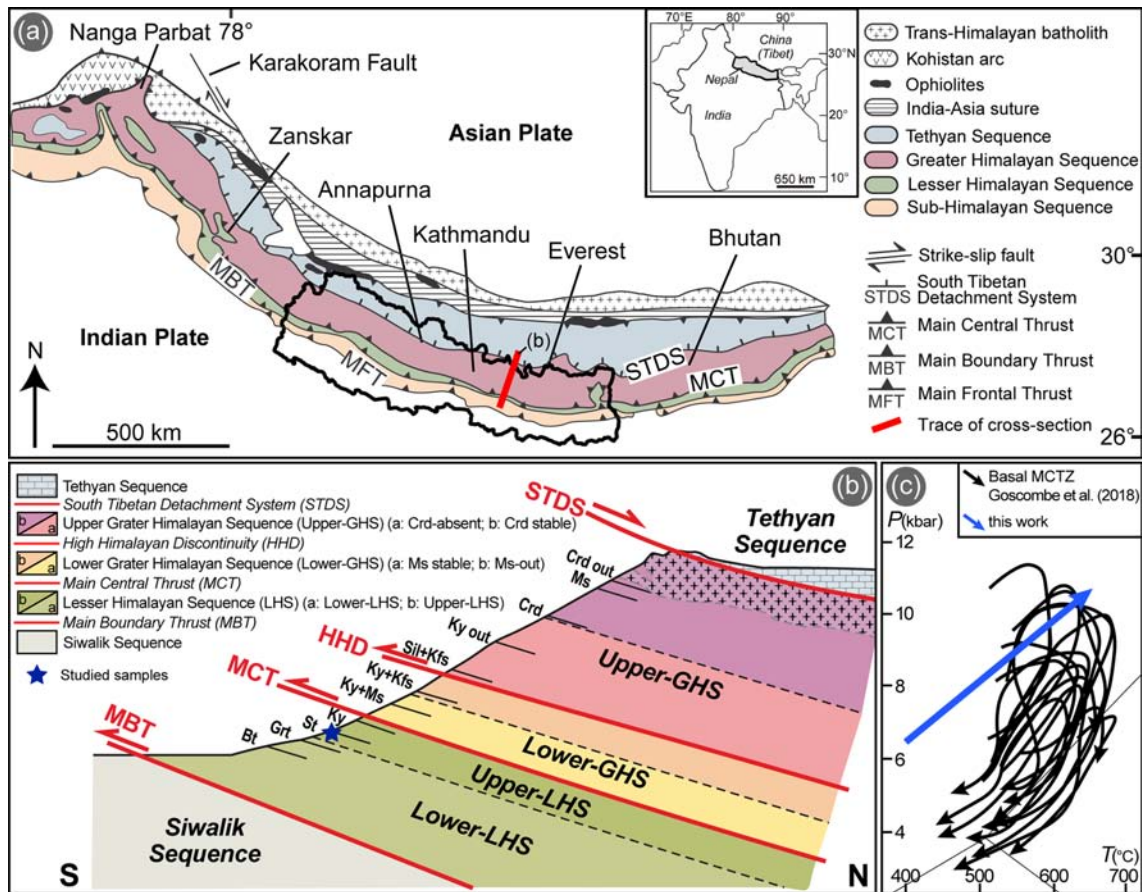 (a)
Nanga Parbat 78°
Karakoram Fault
Zanskar
Asian Plate
Annapurna
Kathmandu
Everest
Bhutan
MBT
Indian Plate
MFT
(b)
STDS
MCT
N
500 km
30°
26°
70°E 80° 90°
China
(Tibet)
30°N
Nepal
20°
India
10°
650 km
Trans-Himalayan batholith
Kohistan arc
Ophiolites
India-Asia suture
Tethyan Sequence
Greater Himalayan Sequence
Lesser Himalayan Sequence
Sub-Himalayan Sequence
Strike-slip fault
STDS South Tibetan
Detachment System
MCT Main Central Thrust
MBT Main Boundary Thrust
MFT Main Frontal Thrust
Trace of cross-section
(b)
Tethyan Sequence
South Tibetan Detachment System (STDS)
b a Upper Grater Himalayan Sequence (Upper-GHS) (a: Crd-absent; b: Crd stable)
High Himalayan Discontinuity (HHD)
b a Lower Grater Himalayan Sequence (Lower-GHS) (a: Ms stable; b: Ms-out)
Main Central Thrust (MCT)
b a Lesser Himalayan Sequence (LHS) (a: Lower-LHS; b: Upper-LHS)
Main Boundary Thrust (MBT)
Siwalik Sequence
Studied samples
STDS
Tethyan
Sequence
Crd out
Ms
Crd
Ky out
HHD
Sil+Kfs
Ky+Kfs
Ky+Ms
MCT
Ky
St
Grt
Bt
MBT
Upper-GHS
Lower-GHS
Upper-LHS
Lower-LHS
Siwalik
Sequence
S
N
(c)
Basal MCTZ
Goscombe et al. (2018)
this work
P(kbar)
12
10
8
6
4
T(°C)
400 500 600 700